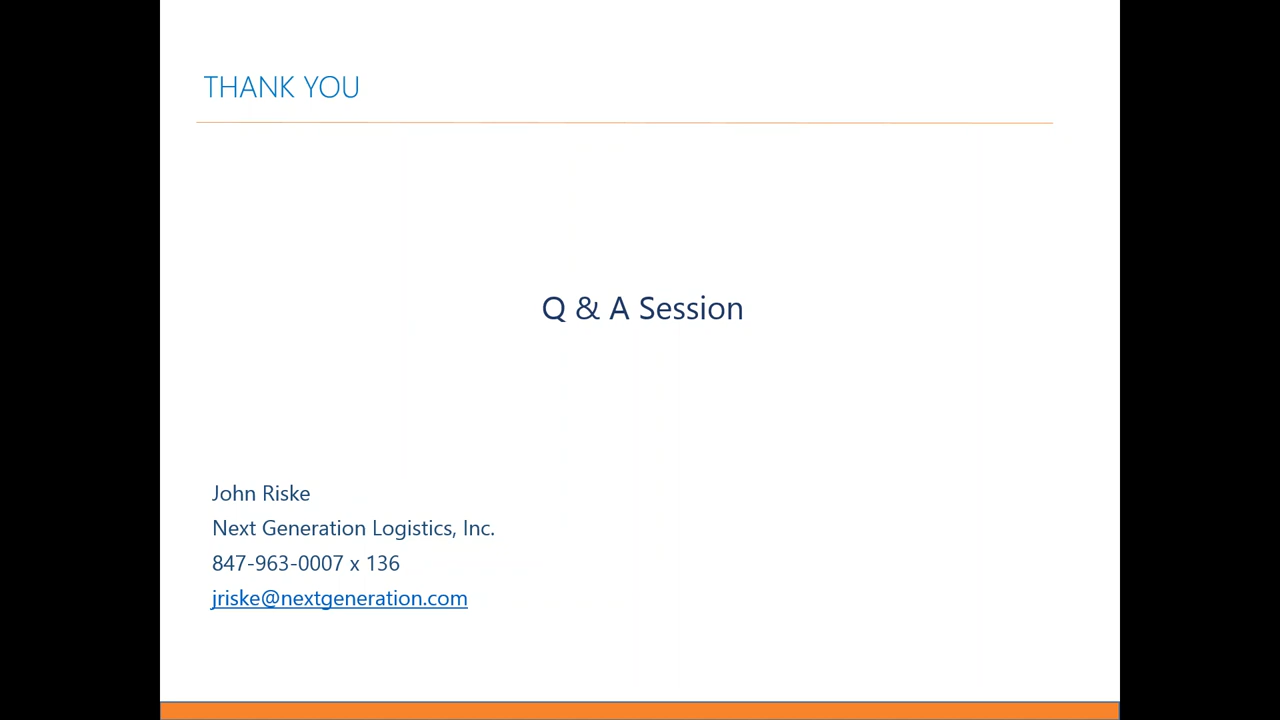 THANK YOU
Q & A Session
John Riske
Next Generation Logistics, Inc.
847-963-0007 x 136
jriske@nextgeneration.com